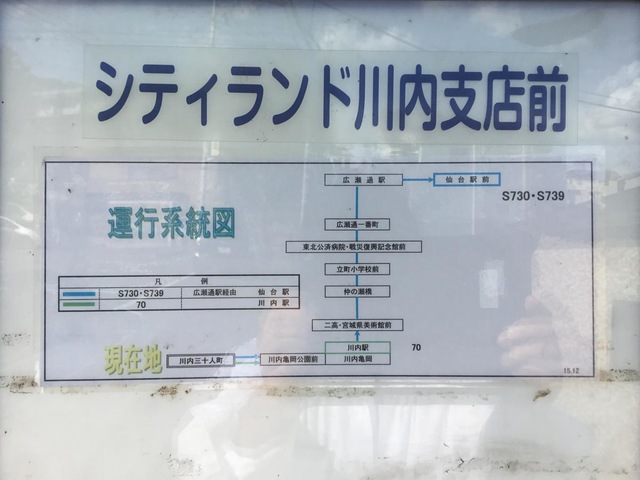 シティランド川内支店前
広瀬通駅
仙台駅前
S730・S739
運行系統図
広瀬通一番町
東北公済病院・戦災復興記念館前
立町小学校前
仲の瀬橋
凡例
S730・S739 広瀬通駅経由 仙台駅
70 川内駅
二高・宮城県美術館前
川内駅
70
現在地
川内三十人町
川内亀岡公園前
川内亀岡
15.12